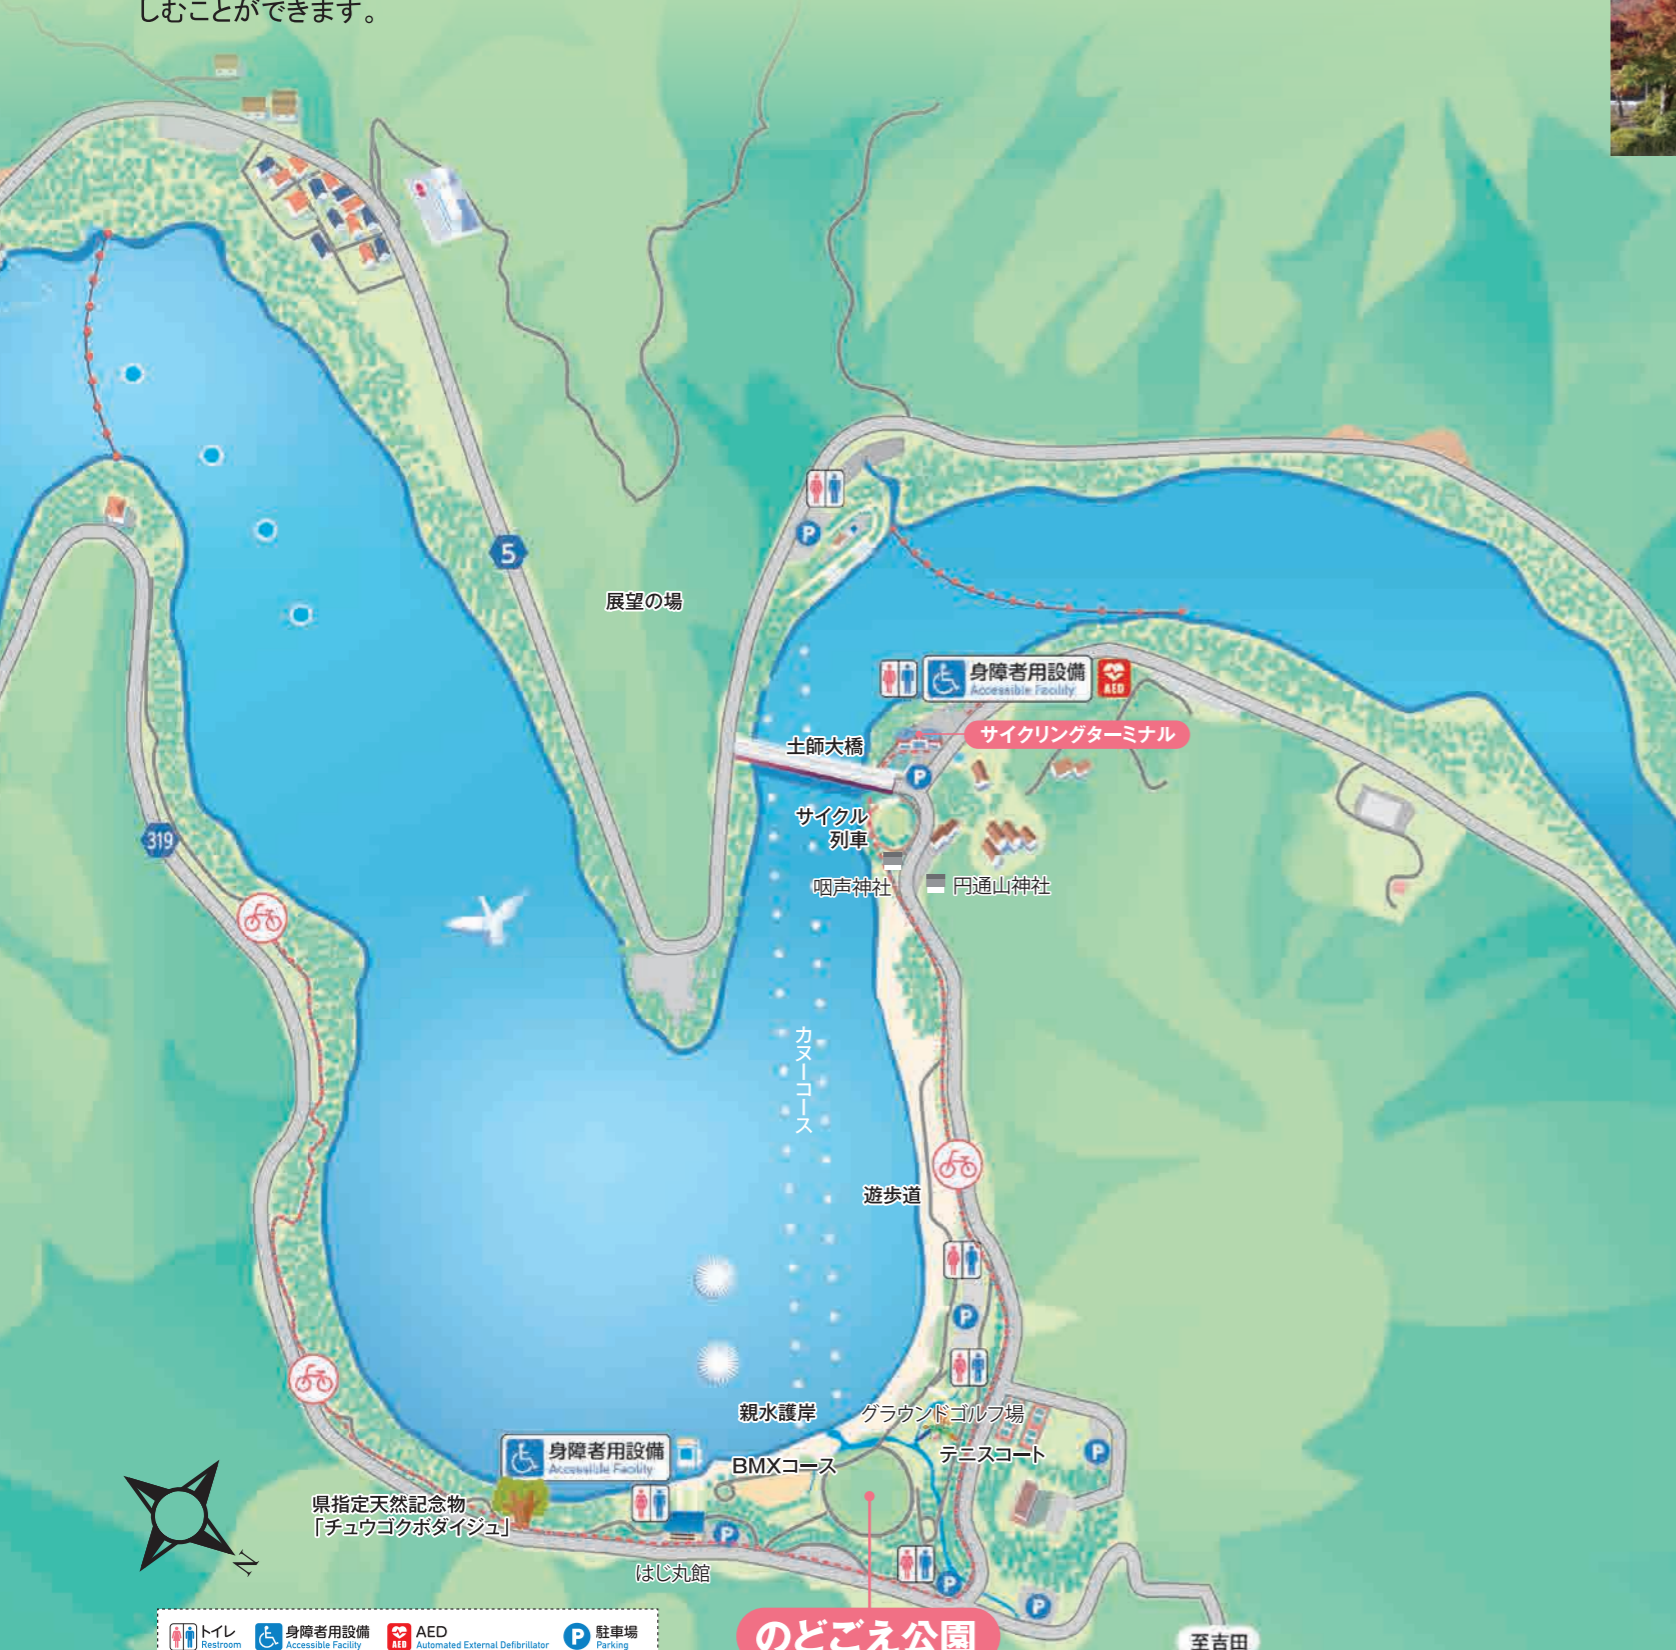 しむことができます。
5
展望の場
P
身障者用設備
Accessible Facility
AED
サイクリングターミナル
土師大橋
P
サイクル
列車
319
咽声神社
円通山神社
カヌーコース
遊歩道
P
親水護岸
グラウンドゴルフ場
テニスコート
P
身障者用設備
Accessible Facility
BMXコース
県指定天然記念物
「チュウゴクボダイジュ」
P
はじ丸館
N
P
P
のどごえ公園
至吉田
トイレ
Restroom
身障者用設備
Accessible Facility
AED
AED
Automated External Defibrillator
P
駐車場
Parking